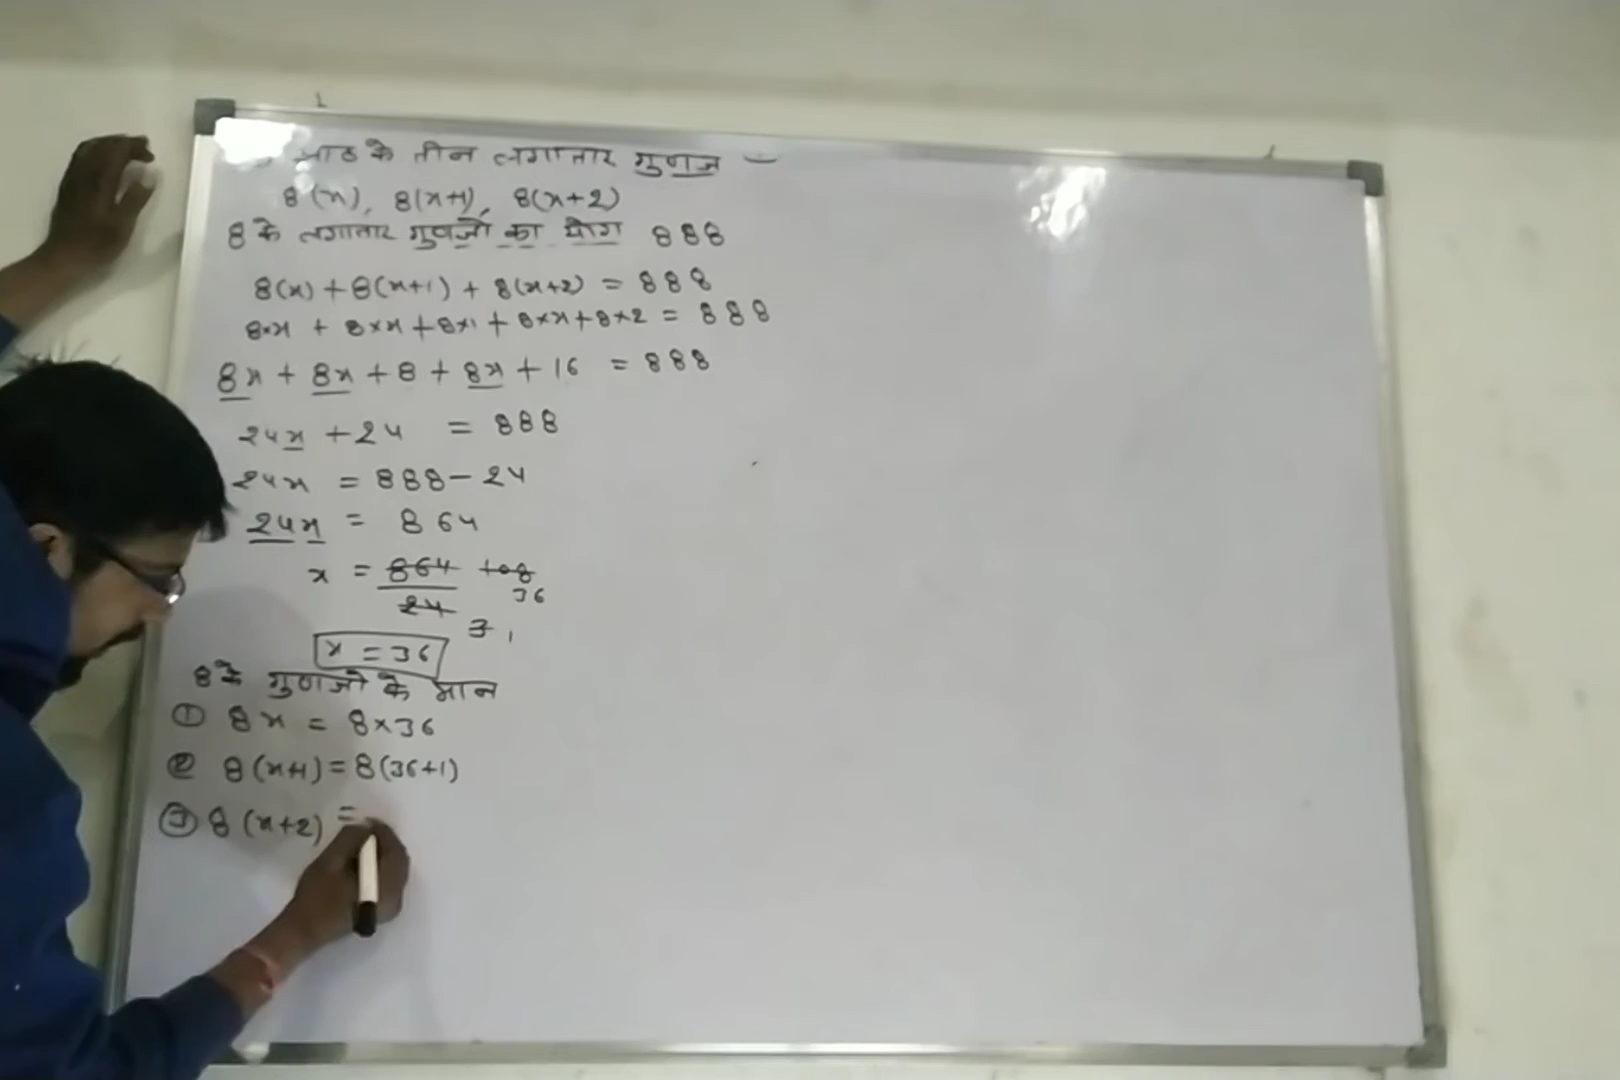 आठ के तीन लगातार गुणज –
8(x), 8(x+1), 8(x+2)
8 के लगातार गुणजो का योग 888
8(x) + 8(x+1) + 8(x+2) = 888
8×x + 8×x + 8×1 + 8×x + 8×2 = 888
8x + 8x + 8 + 8x + 16 = 888
24x + 24 = 888
24x = 888 – 24
24x = 864
x = 864 108
36
24
3 1
x = 36
8 के गुणजो के मान
① 8x = 8×36
② 8(x+1) = 8(36+1)
③ 8(x+2) =